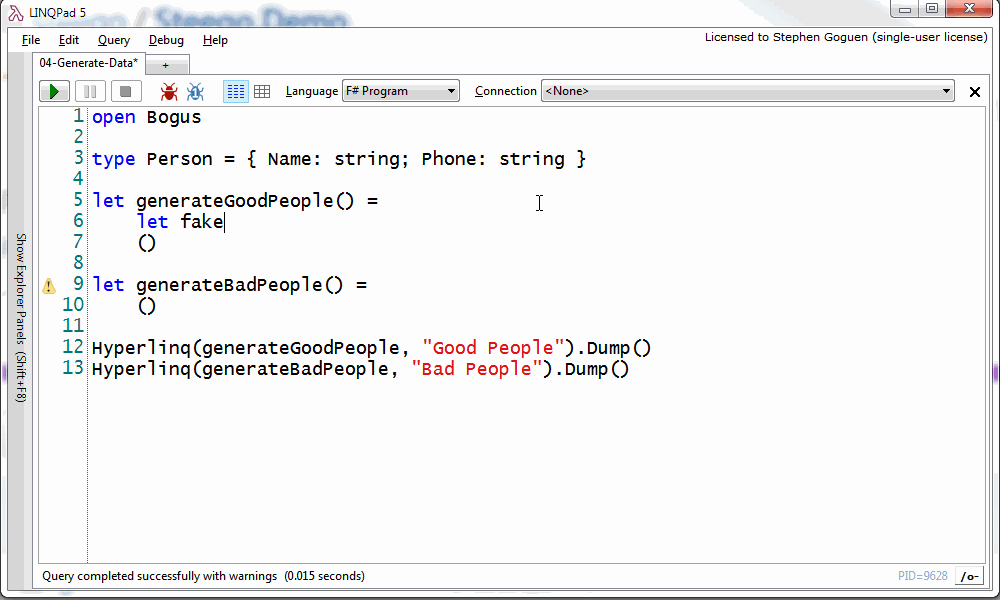 Steego / Steego Demo
LINQPad 5
File Edit Query Debug Help
Licensed to Stephen Goguen (single-user license)
04-Generate-Data* +
Language F# Program Connection <None>
1 open Bogus
2
3 type Person = { Name: string; Phone: string }
4
5 let generateGoodPeople() =
6 let fake
7 ()
8
9 let generateBadPeople() =
10 ()
11
12 Hyperlinq(generateGoodPeople, "Good People").Dump()
13 Hyperlinq(generateBadPeople, "Bad People").Dump()
Show Explorer Panels (Shift+F8)
Query completed successfully with warnings (0.015 seconds)
PID=9628 /o-